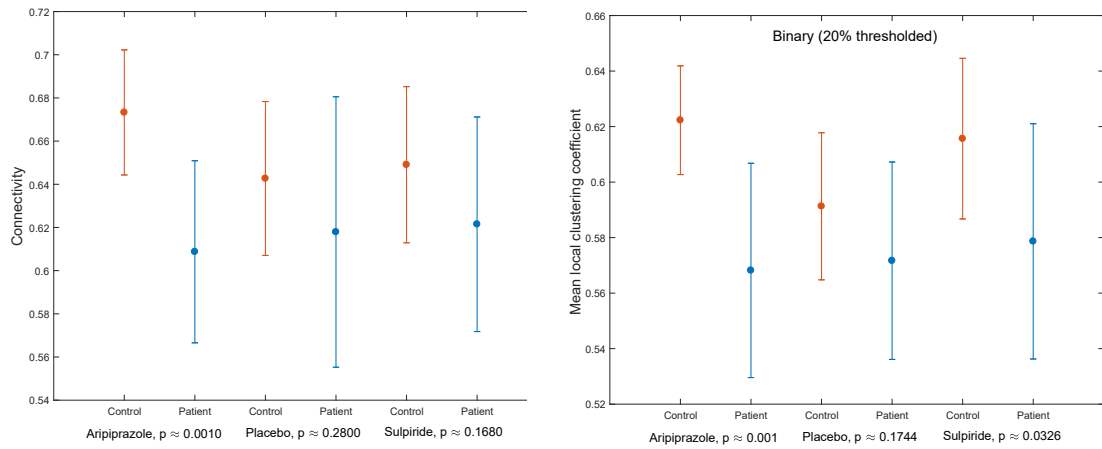 0.72
0.7
0.68
0.66
0.64
0.62
0.6
0.58
0.56
0.54
Connectivity
Control Patient Control Patient Control Patient
Aripiprazole, p ≈ 0.0010 Placebo, p ≈ 0.2800 Sulpiride, p ≈ 0.1680
Binary (20% thresholded)
0.66
0.64
0.62
0.6
0.58
0.56
0.54
0.52
Mean local clustering coefficient
Control Patient Control Patient Control Patient
Aripiprazole, p ≈ 0.001 Placebo, p ≈ 0.1744 Sulpiride, p ≈ 0.0326